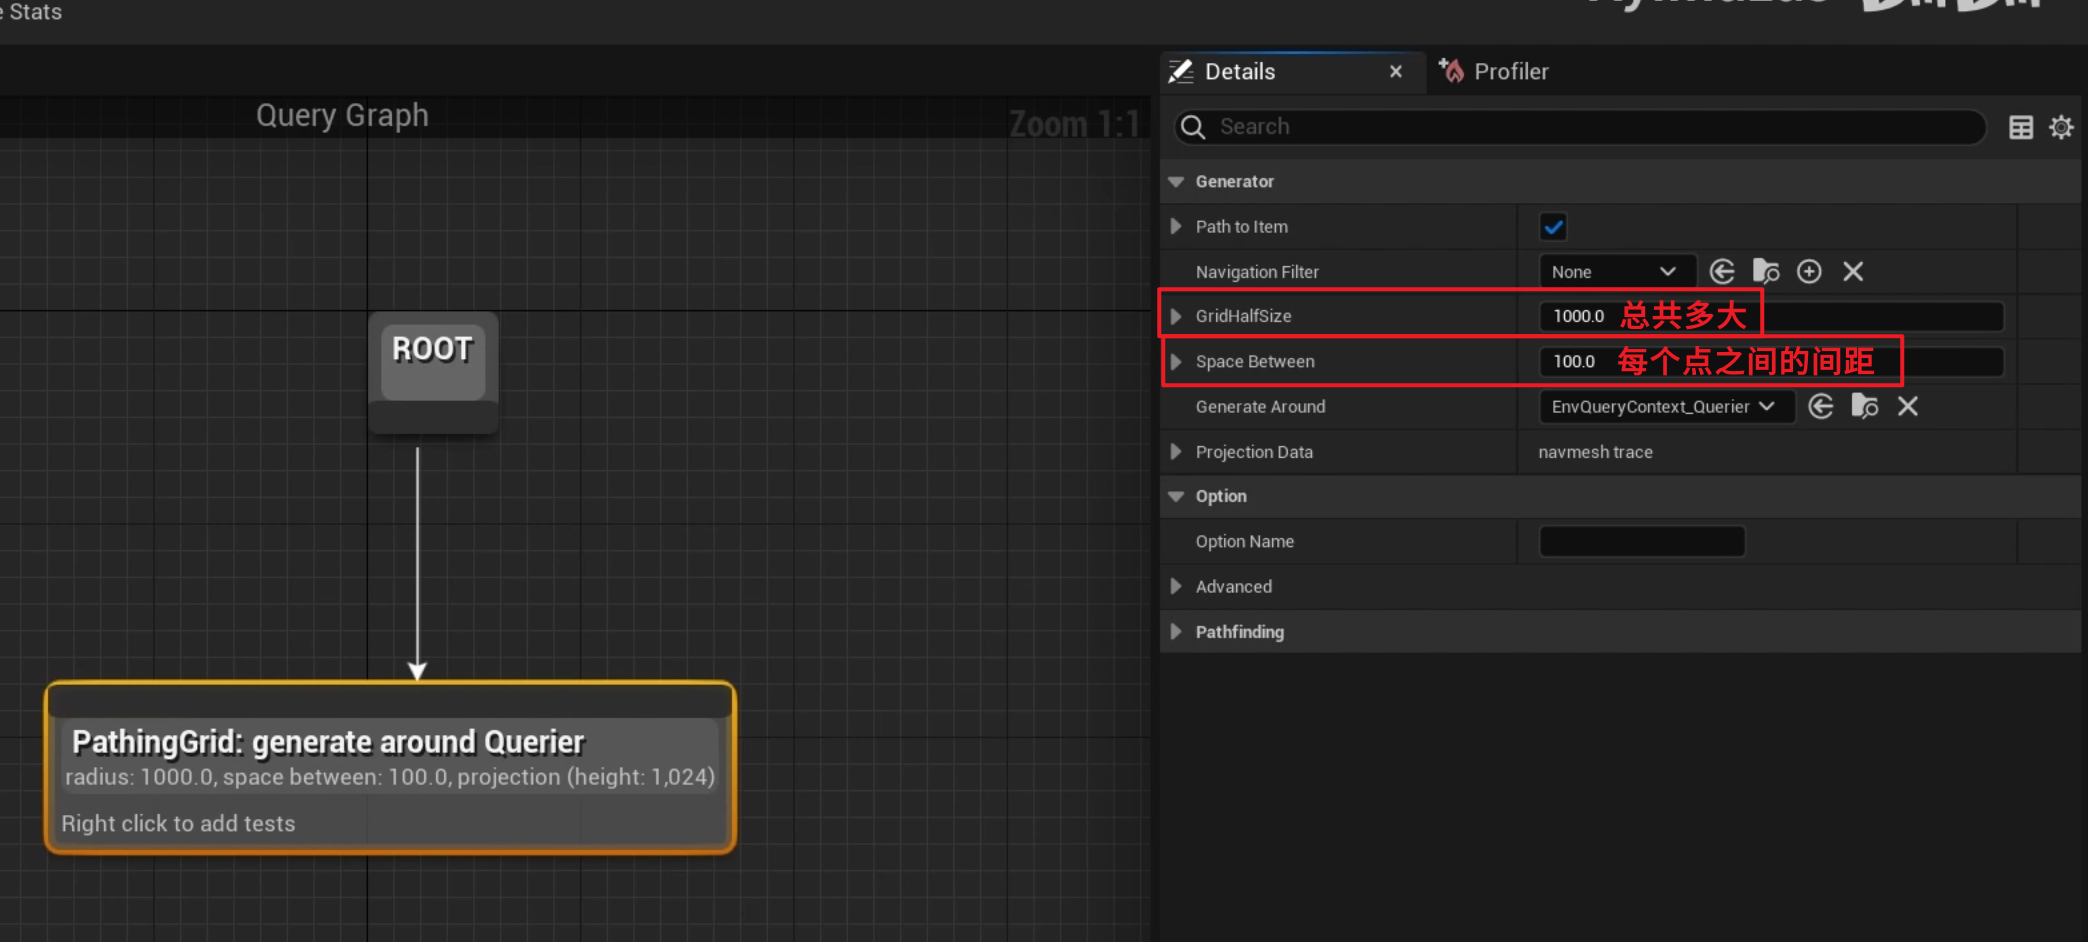 Stats
Query Graph
Zoom 1:1
ROOT
PathingGrid: generate around Querier
radius: 1000.0, space between: 100.0, projection (height: 1,024)
Right click to add tests
Details
Profiler
Search
Generator
Path to Item
Navigation Filter None
GridHalfSize 1000.0 总共多大
Space Between 100.0 每个点之间的间距
Generate Around EnvQueryContext_Querier
Projection Data navmesh trace
Option
Option Name
Advanced
Pathfinding